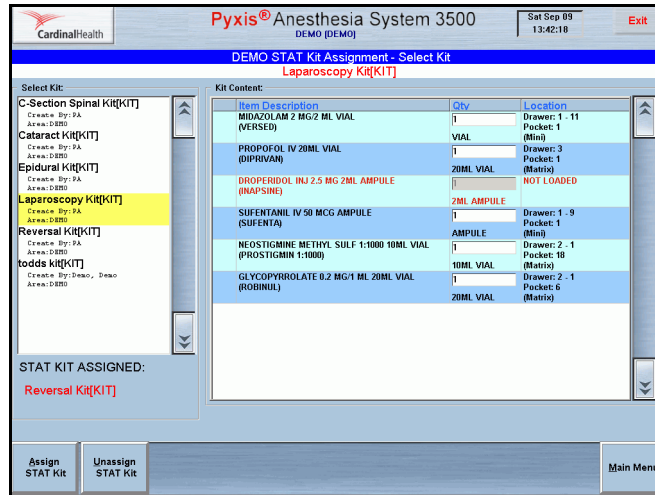 CardinalHealth
Pyxis® Anesthesia System 3500
DEMO [DEMO]
Sat Sep 09
13:42:18
Exit
DEMO STAT Kit Assignment - Select Kit
Laparoscopy Kit[KIT]
Select Kit:
C-Section Spinal Kit[KIT]
Create By:PA
Area:DEMO
Cataract Kit[KIT]
Create By:PA
Area:DEMO
Epidural Kit[KIT]
Create By:PA
Area:DEMO
Laparoscopy Kit[KIT]
Create By:PA
Area:DEMO
Reversal Kit[KIT]
Create By:PA
Area:DEMO
todds kit[KIT]
Create By:Demo, Demo
Area:DEMO
STAT KIT ASSIGNED:
Reversal Kit[KIT]
Kit Content:
Item Description Qty Location
MIDAZOLAM 2 MG/2 ML VIAL 1 Drawer: 1 - 11
(VERSED) Pocket: 1
VIAL (Mini)
PROPOFOL IV 20ML VIAL 1 Drawer: 3
(DIPRIVAN) Pocket: 1
20ML VIAL (Matrix)
DROPERIDOL INJ 2.5 MG 2ML AMPULE 1 NOT LOADED
(INAPSINE)
2ML AMPULE
SUFENTANIL IV 50 MCG AMPULE 1 Drawer: 1 - 9
(SUFENTA) Pocket: 1
AMPULE (Mini)
NEOSTIGMINE METHYL SULF 1:1000 10ML VIAL 1 Drawer: 2 - 1
(PROSTIGMIN 1:1000) Pocket: 18
10ML VIAL (Matrix)
GLYCOPYRROLATE 0.2 MG/1 ML 20ML VIAL 1 Drawer: 2 - 1
(ROBINUL) Pocket: 6
20ML VIAL (Matrix)
Assign
STAT Kit
Unassign
STAT Kit
Main Menu